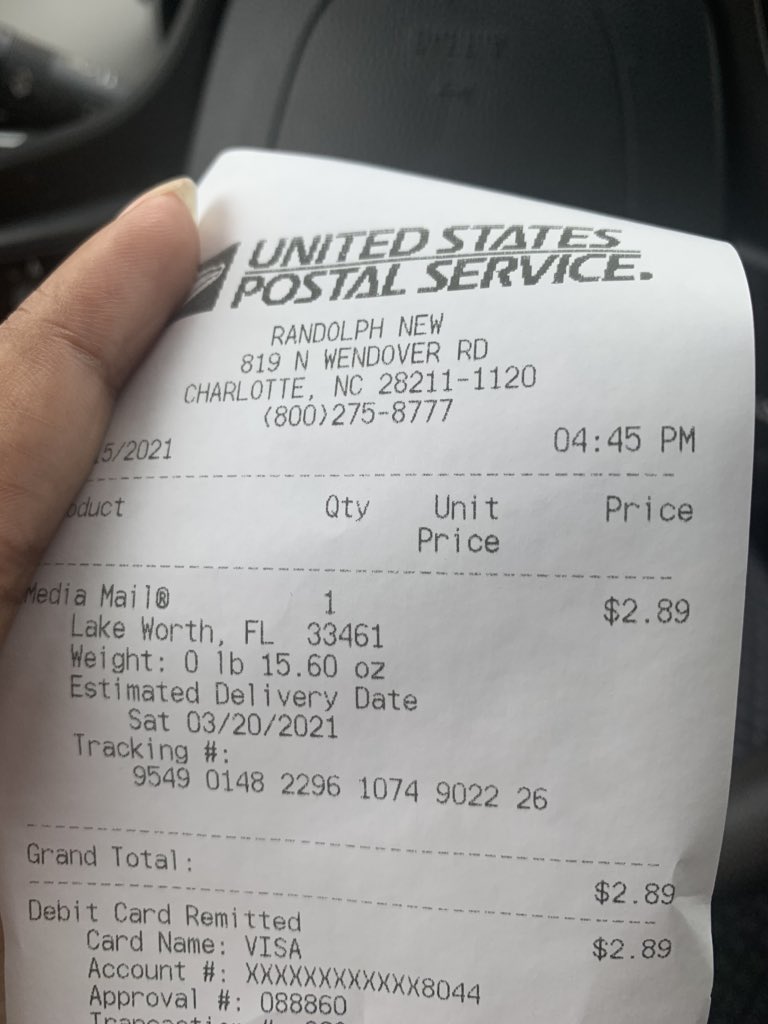 UNITED STATES
POSTAL SERVICE.
RANDOLPH NEW
819 N WENDOVER RD
CHARLOTTE, NC 28211-1120
(800)275-8777
5/2021 04:45 PM
oduct Qty Unit Price
Price
Media Mail® 1 $2.89
Lake Worth, FL 33461
Weight: 0 lb 15.60 oz
Estimated Delivery Date
Sat 03/20/2021
Tracking #:
9549 0148 2296 1074 9022 26
Grand Total: $2.89
Debit Card Remitted $2.89
Card Name: VISA
Account #: XXXXXXXXXXXX8044
Approval #: 088860